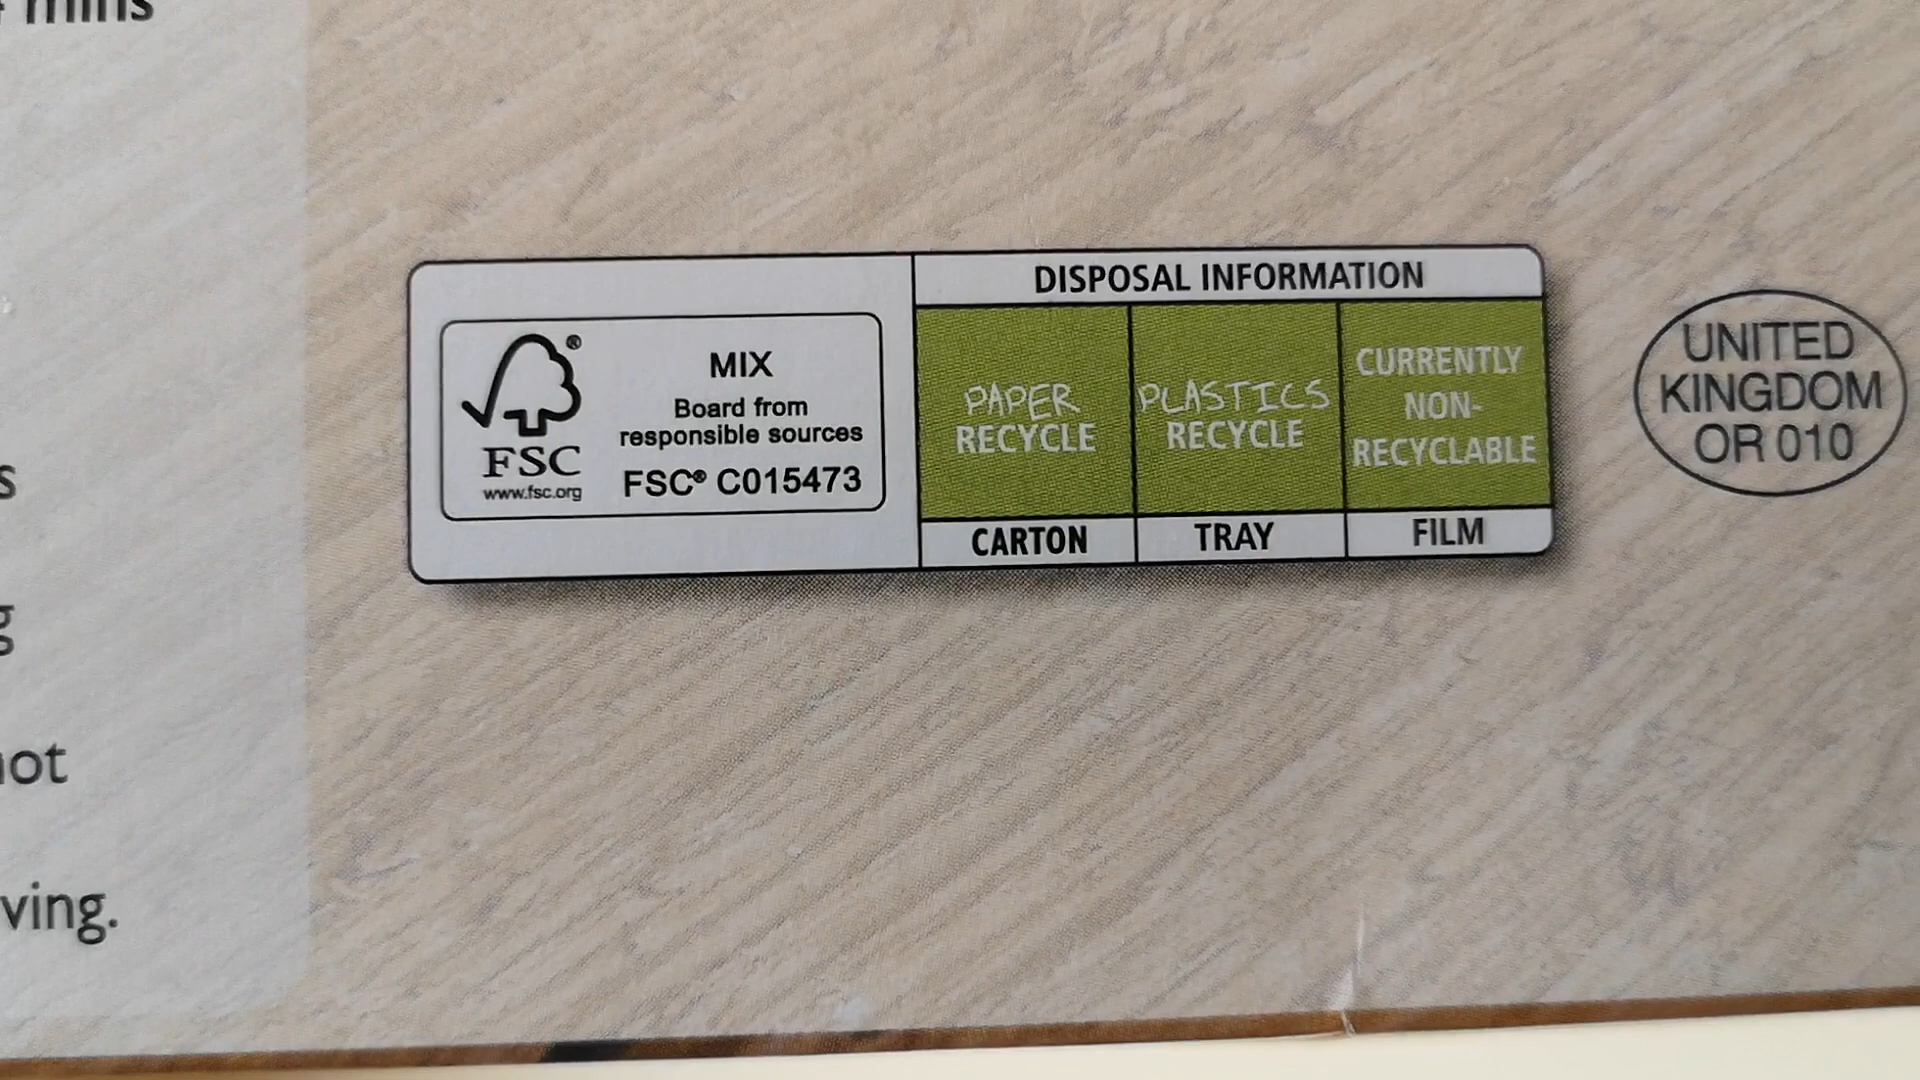 mins
s
g
not
ving.
FSC®
www.fsc.org
MIX
Board from
responsible sources
FSC® C015473
DISPOSAL INFORMATION
PAPER
RECYCLE
CARTON
PLASTICS
RECYCLE
TRAY
CURRENTLY
NON-
RECYCLABLE
FILM
UNITED
KINGDOM
OR 010